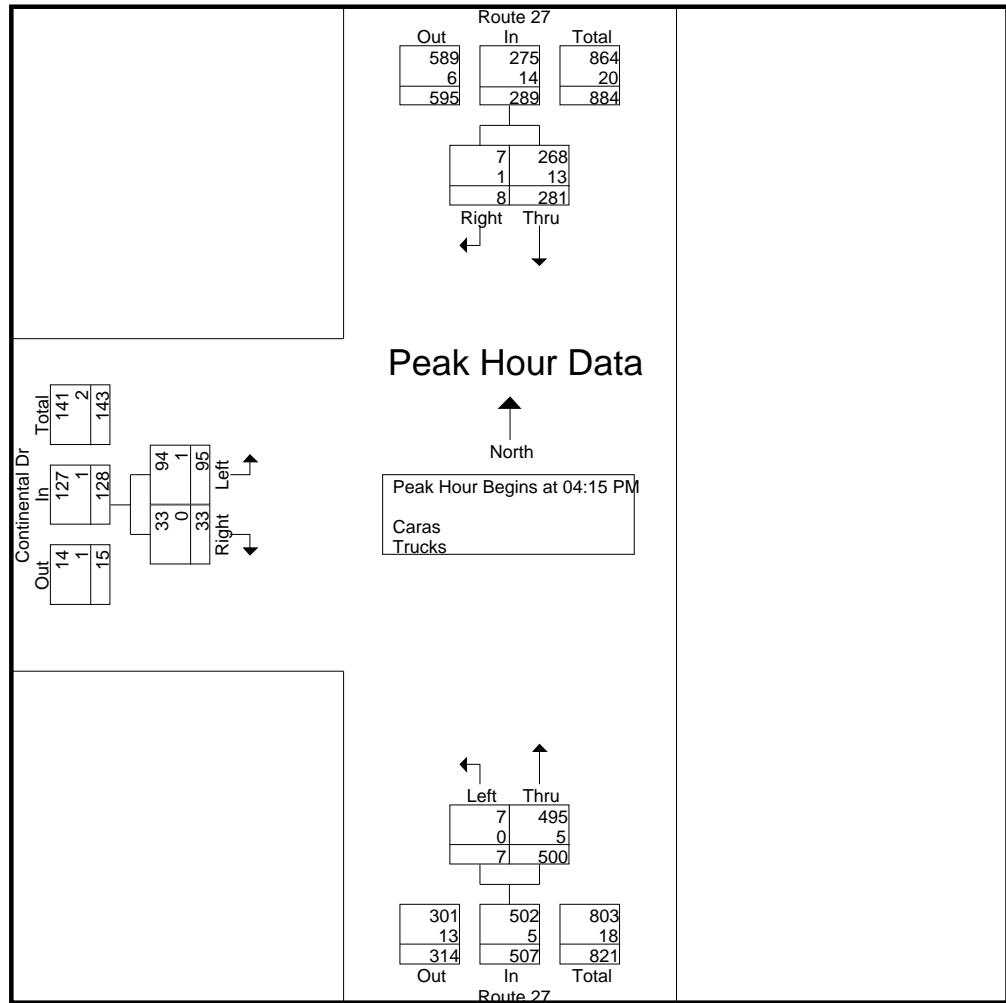 Route 27
Out In Total
589 275 864
6 14 20
595 289 884
7 268
1 13
8 281
Right Thru
Peak Hour Data
North
Peak Hour Begins at 04:15 PM
Caras
Trucks
Continental Dr
Out In Total
14 127 141
1 1 2
15 128 143
33 94
0 1
33 95
Right Left
Left Thru
7 495
0 5
7 500
301 502 803
13 5 18
314 507 821
Out In Total
Route 27